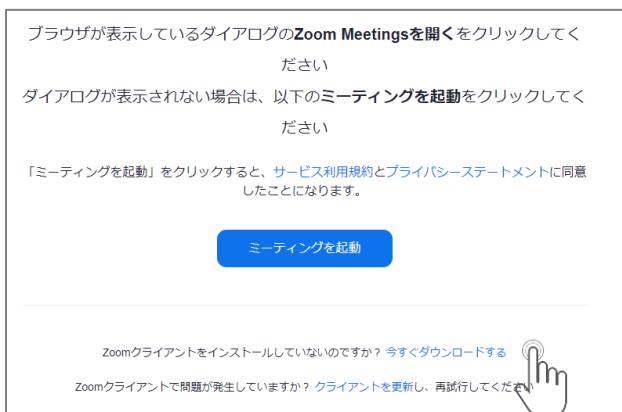 ブラウザが表示しているダイアログのZoom Meetingsを開くをクリックしてく
ださい
ダイアログが表示されない場合は、以下のミーティングを起動をクリックしてく
ださい
「ミーティングを起動」をクリックすると、サービス利用規約とプライバシーステートメントに同意
したことになります。
ミーティングを起動
Zoomクライアントをインストールしていないのですか？今すぐダウンロードする
Zoomクライアントで問題が発生していますか？クライアントを更新し、再試行してください